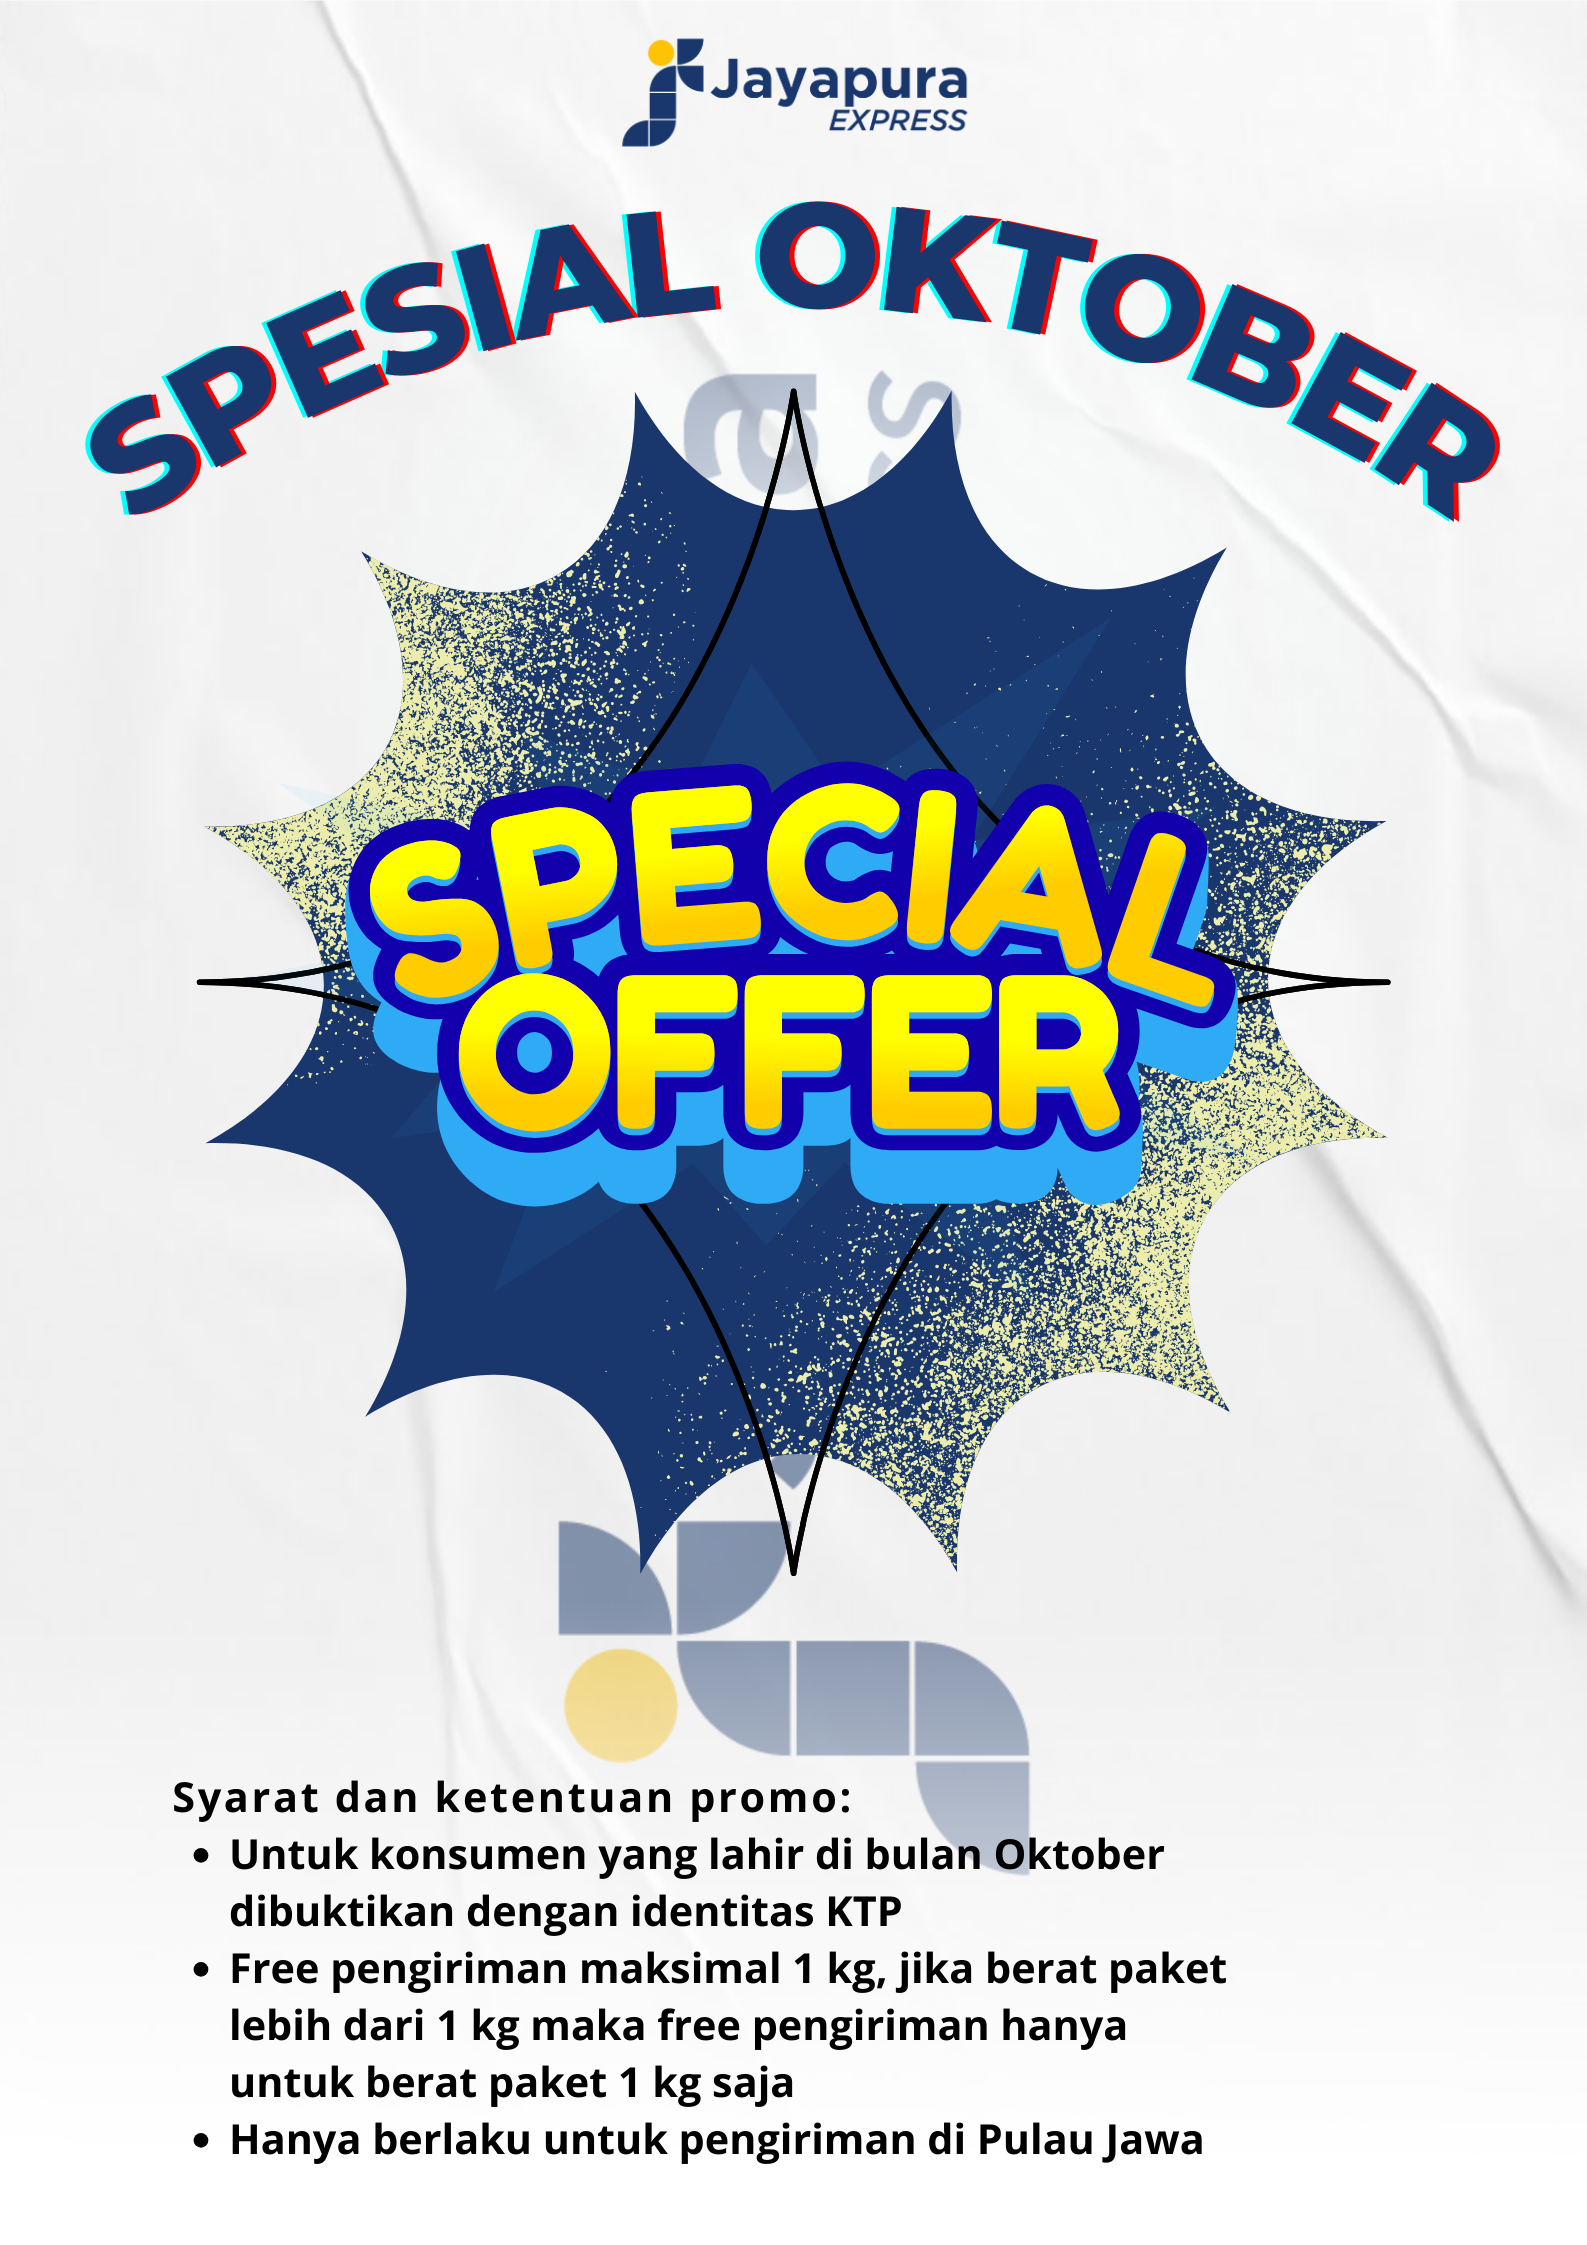 Jayapura
EXPRESS
SPESIAL OKTOBER
SPECIAL
OFFER
Syarat dan ketentuan promo:
• Untuk konsumen yang lahir di bulan Oktober
dibuktikan dengan identitas KTP
• Free pengiriman maksimal 1 kg, jika berat paket
lebih dari 1 kg maka free pengiriman hanya
untuk berat paket 1 kg saja
• Hanya berlaku untuk pengiriman di Pulau Jawa